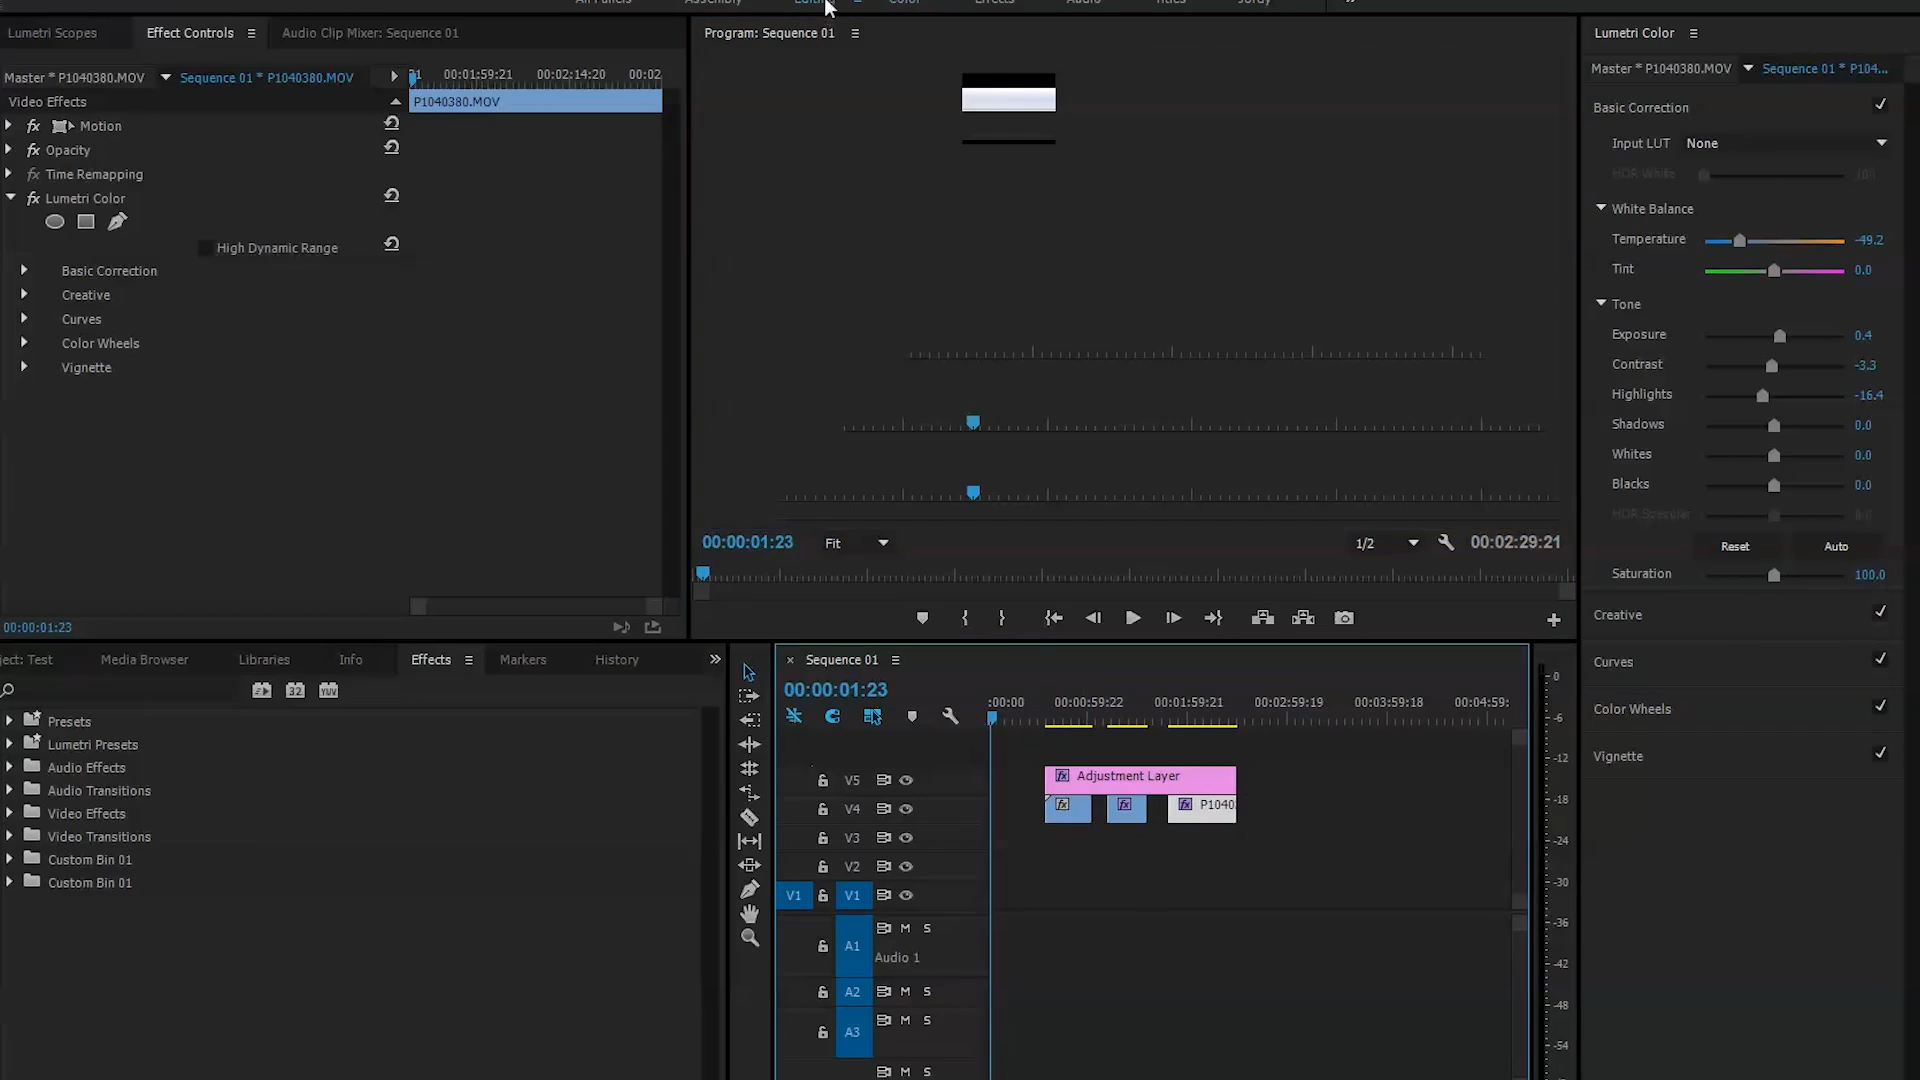 All Panels
Assembly
Editing
Color
Effects
Audio
Titles
Jordy
Lumetri Scopes
Effect Controls
Audio Clip Mixer: Sequence 01
Master * P1040380.MOV
Sequence 01 * P1040380.MOV
00:01:59:21
00:02:14:20
00:02
Video Effects
P1040380.MOV
fx Motion
fx Opacity
fx Time Remapping
fx Lumetri Color
High Dynamic Range
Basic Correction
Creative
Curves
Color Wheels
Vignette
00:00:01:23
Program: Sequence 01
00:00:01:23
Fit
1/2
00:02:29:21
Lumetri Color
Master * P1040380.MOV
Sequence 01 * P104...
Basic Correction
Input LUT
None
HDR White
100
White Balance
Temperature
-49.2
Tint
0.0
Tone
Exposure
0.4
Contrast
-3.3
Highlights
-16.4
Shadows
0.0
Whites
0.0
Blacks
0.0
HDR Specular
0.0
Reset
Auto
Saturation
100.0
Creative
Curves
Color Wheels
Vignette
ject: Test
Media Browser
Libraries
Info
Effects
Markers
History
32
YUV
Presets
Lumetri Presets
Audio Effects
Audio Transitions
Video Effects
Video Transitions
Custom Bin 01
Custom Bin 01
× Sequence 01
00:00:01:23
:00:00
00:00:59:22
00:01:59:21
00:02:59:19
00:03:59:18
00:04:59:
V5
fx Adjustment Layer
V4
fx
fx
fx P1040
V3
V2
V1
V1
A1
M
S
Audio 1
A2
M
S
A3
M
S
M
S
0
-6
-12
-18
-24
-30
-36
-42
-48
-54